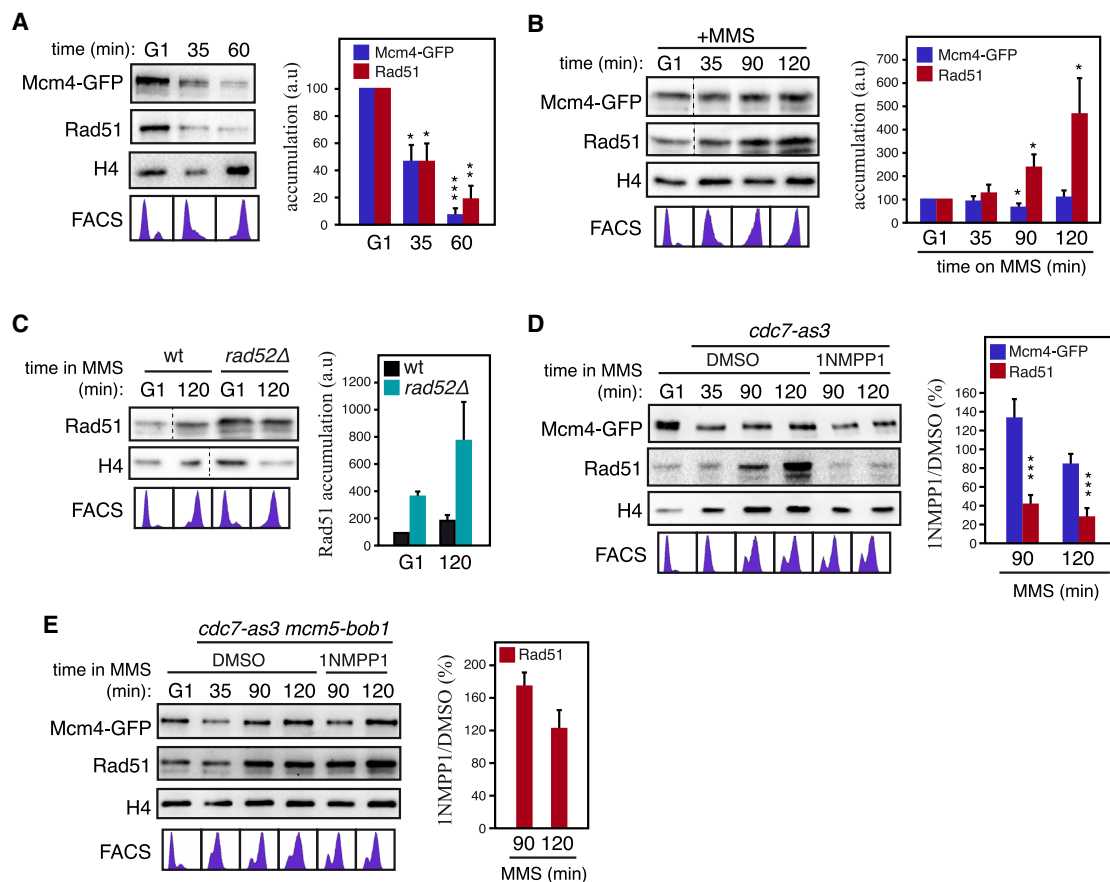 A
time (min): G1 35 60
Mcm4-GFP
Rad51
H4
FACS
accumulation (a.u)
Mcm4-GFP
Rad51
100
80
60
40
20
0
* *
*** **
G1 35 60
B
+MMS
time (min): G1 35 90 120
Mcm4-GFP
Rad51
H4
FACS
accumulation (a.u)
Mcm4-GFP
Rad51
800
700
600
500
400
300
200
100
0
* * *
G1 35 90 120
time on MMS (min)
C
wt rad52Δ
time in MMS
(min): G1 120 G1 120
Rad51
H4
FACS
Rad51 accumulation (a.u)
wt
rad52Δ
1200
1000
800
600
400
200
0
G1 120
D
cdc7-as3
DMSO 1NMPP1
time in MMS
(min): G1 35 90 120 90 120
Mcm4-GFP
Rad51
H4
FACS
1NMPP1/DMSO (%)
Mcm4-GFP
Rad51
160
140
120
100
80
60
40
20
0
*** ***
90 120
MMS (min)
E
cdc7-as3 mcm5-bob1
DMSO 1NMPP1
time in MMS
(min): G1 35 90 120 90 120
Mcm4-GFP
Rad51
H4
FACS
1NMPP1/DMSO (%)
Rad51
200
160
120
80
40
0
90 120
MMS (min)